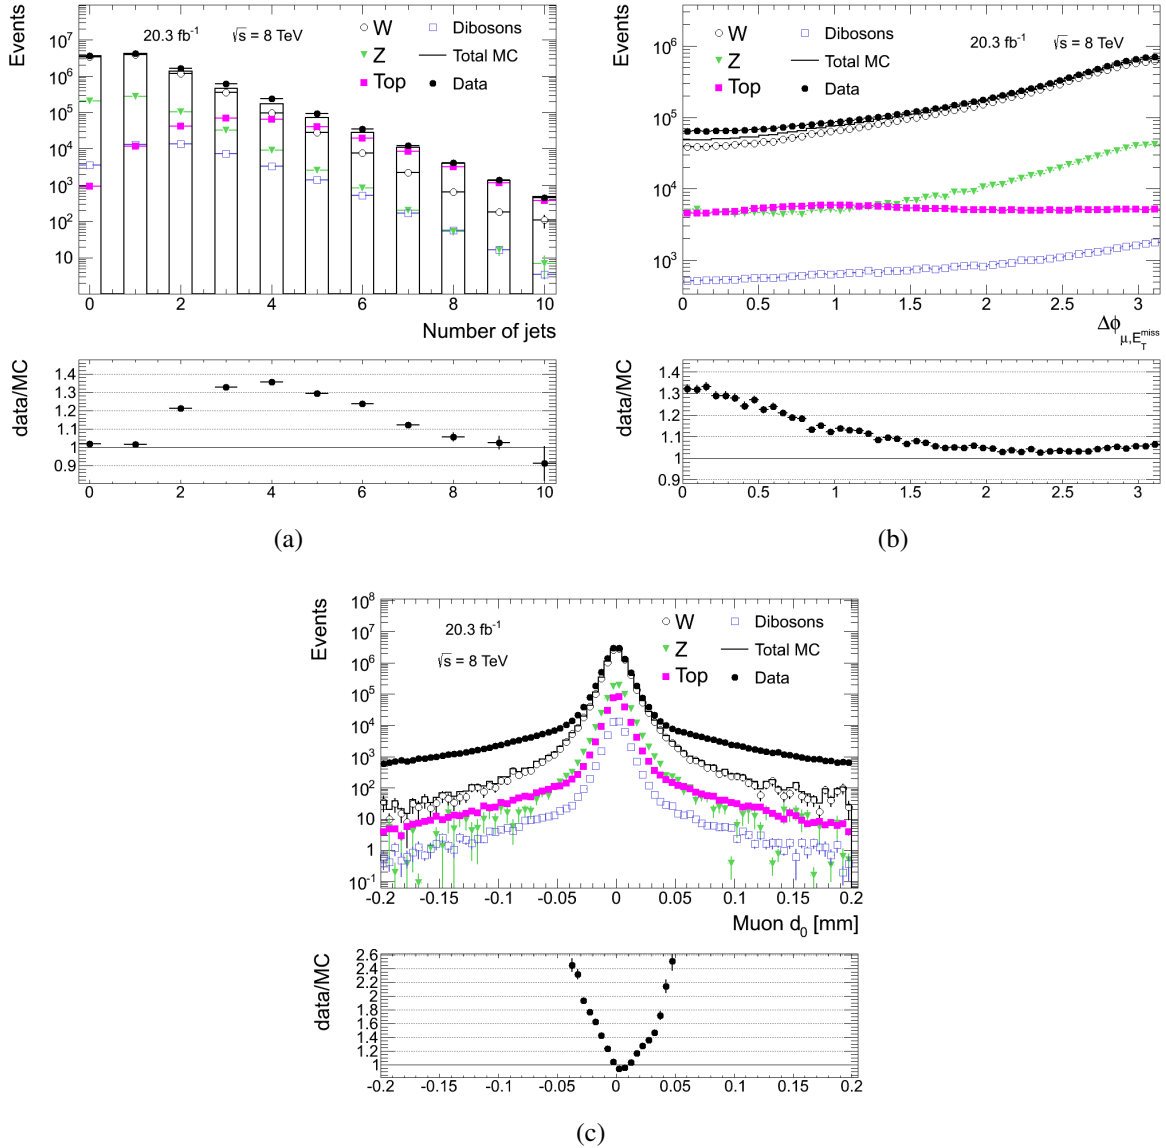 Events
10⁷
10⁶
10⁵
10⁴
10³
10²
10
20.3 fb⁻¹ √s = 8 TeV
W
Z
Top
Dibosons
Total MC
Data
0 2 4 6 8 10
Number of jets
data/MC
1.4
1.3
1.2
1.1
1
0.9
0 2 4 6 8 10
(a)
Events
10⁶
10⁵
10⁴
10³
W
Z
Top
Dibosons
Total MC
Data
20.3 fb⁻¹ √s = 8 TeV
0 0.5 1 1.5 2 2.5 3
Δϕ μ,E_T^miss
data/MC
1.4
1.3
1.2
1.1
1
0.9
0 0.5 1 1.5 2 2.5 3
(b)
Events
10⁸
10⁷
10⁶
10⁵
10⁴
10³
10²
10
1
10⁻¹
20.3 fb⁻¹
√s = 8 TeV
W
Z
Top
Dibosons
Total MC
Data
-0.2 -0.15 -0.1 -0.05 0 0.05 0.1 0.15 0.2
Muon d₀ [mm]
data/MC
2.6
2.4
2.2
2
1.8
1.6
1.4
1.2
1
-0.2 -0.15 -0.1 -0.05 0 0.05 0.1 0.15 0.2
(c)